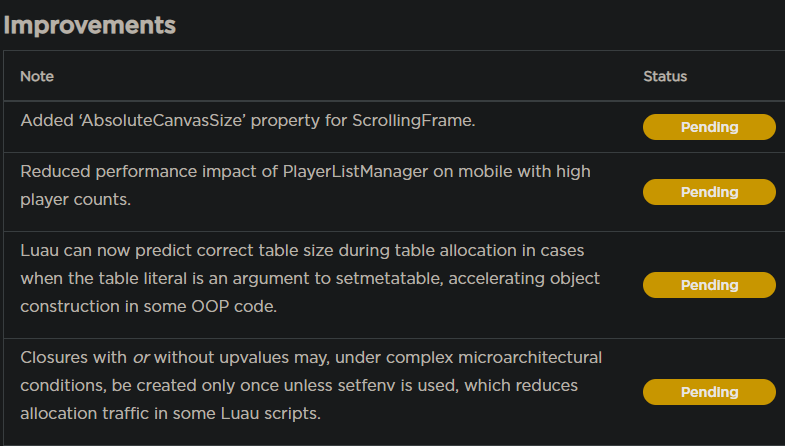 Improvements
Note Status
Added ‘AbsoluteCanvasSize’ property for ScrollingFrame. Pending
Reduced performance impact of PlayerListManager on mobile with high
player counts.
Pending
Luau can now predict correct table size during table allocation in cases
when the table literal is an argument to setmetatable, accelerating object
construction in some OOP code.
Pending
Closures with or without upvalues may, under complex microarchitectural
conditions, be created only once unless setfenv is used, which reduces
allocation traffic in some Luau scripts.
Pending